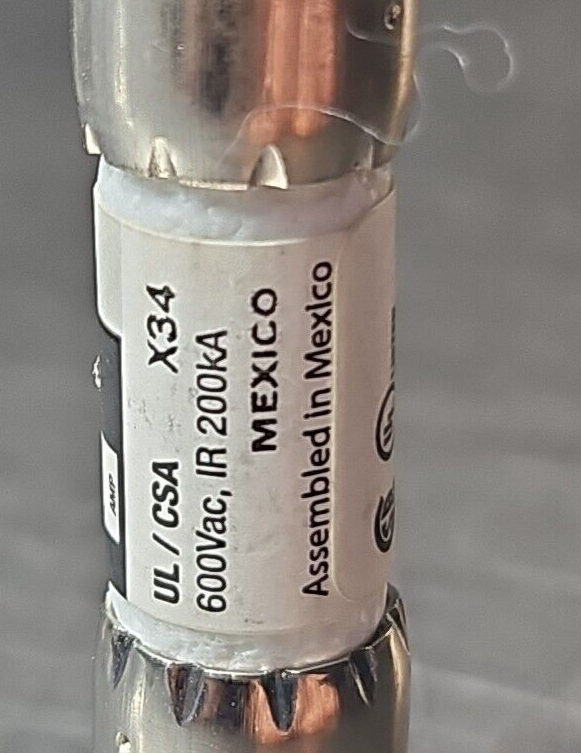 AMP
UL / CSA X34
600Vac, IR 200kA
MEXICO
Assembled in Mexico